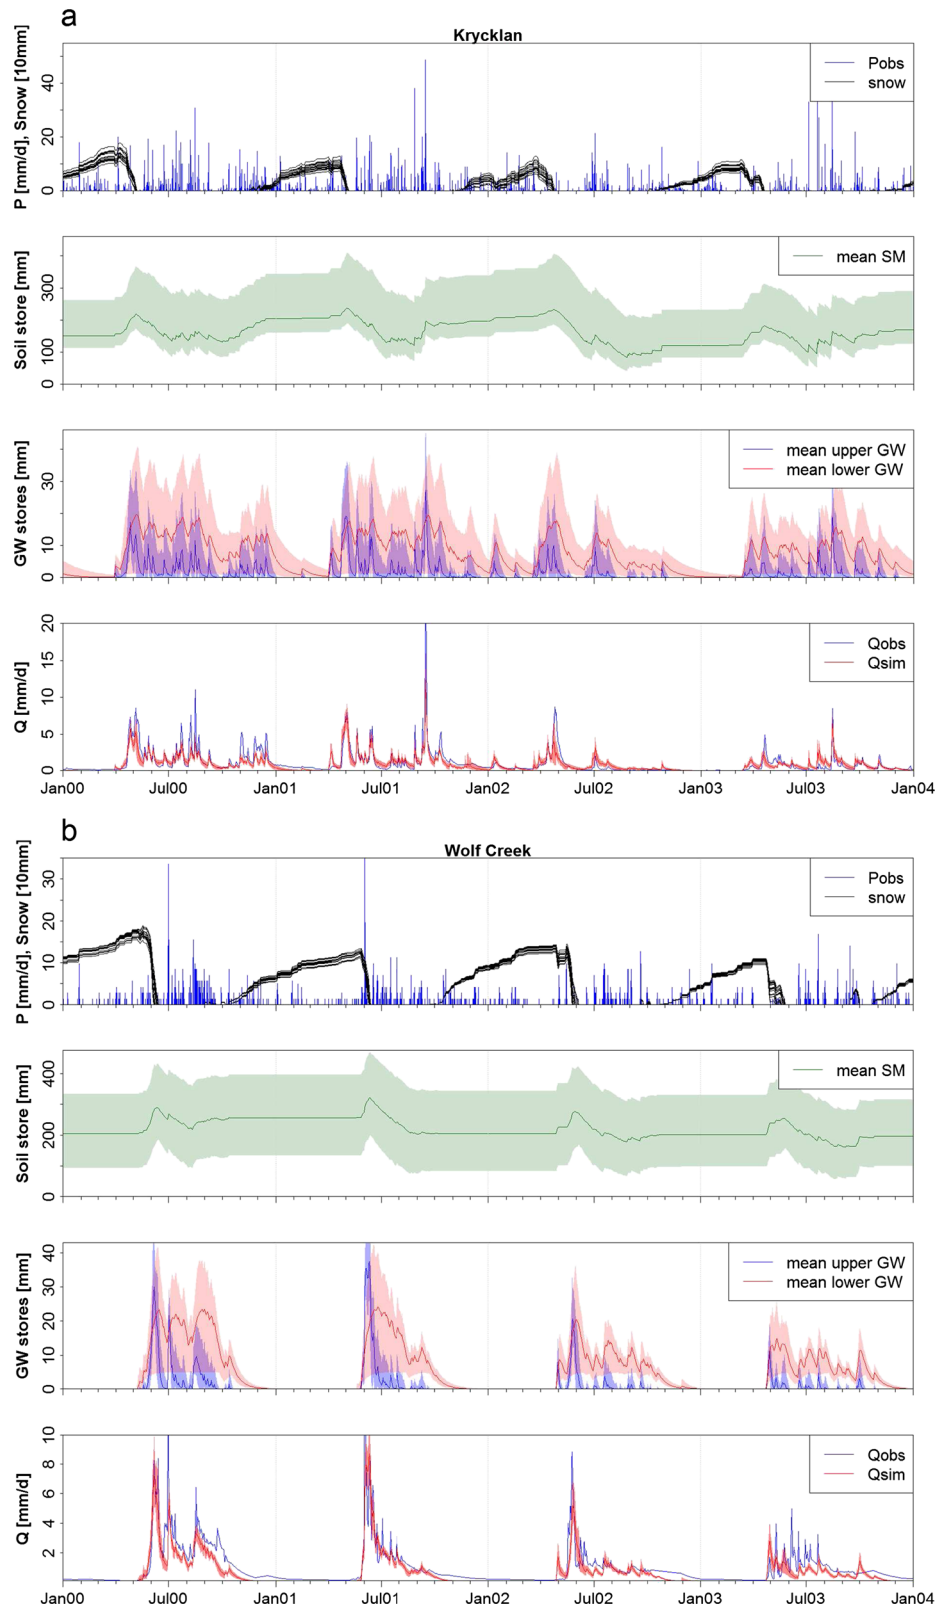 a
Krycklan
P [mm/d], Snow [10mm]
0 20 40
Pobs
snow
Soil store [mm]
0 100 300
mean SM
GW stores [mm]
0 10 30
mean upper GW
mean lower GW
Q [mm/d]
0 5 10 15 20
Qobs
Qsim
Jan00 Jul00 Jan01 Jul01 Jan02 Jul02 Jan03 Jul03 Jan04
b
Wolf Creek
P [mm/d], Snow [10mm]
0 10 20 30
Pobs
snow
Soil store [mm]
0 200 400
mean SM
GW stores [mm]
0 10 20 30 40
mean upper GW
mean lower GW
Q [mm/d]
2 4 6 8 10
Qobs
Qsim
Jan00 Jul00 Jan01 Jul01 Jan02 Jul02 Jan03 Jul03 Jan04